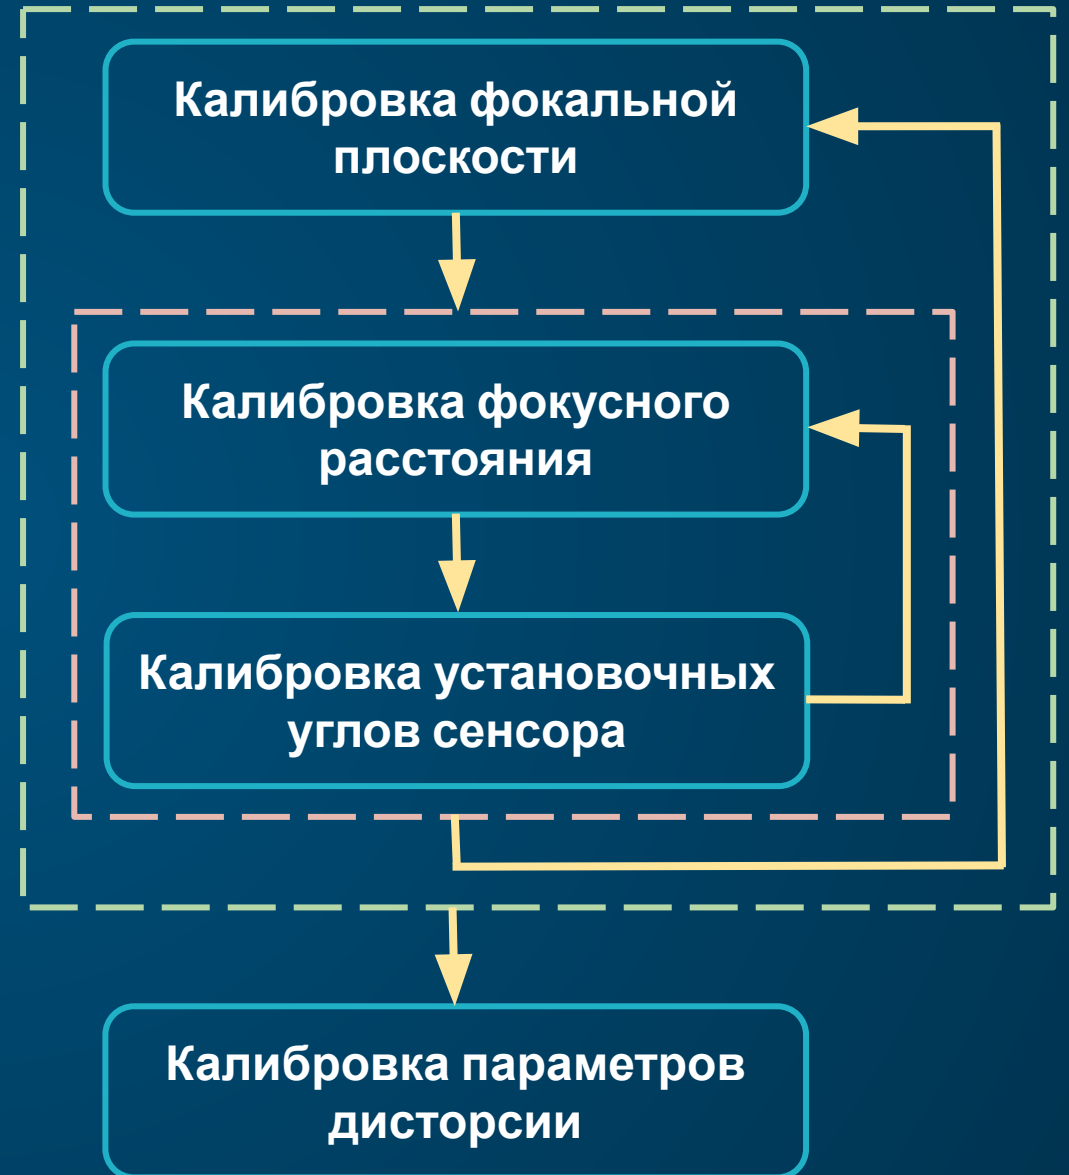 Калибровка фокальной
плоскости
Калибровка фокусного
расстояния
Калибровка установочных
углов сенсора
Калибровка параметров
дисторсии